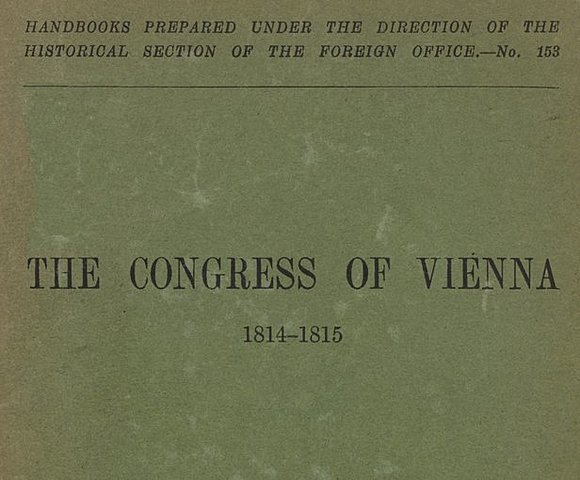 HANDBOOKS PREPARED UNDER THE DIRECTION OF THE
HISTORICAL SECTION OF THE FOREIGN OFFICE.—No. 153
THE CONGRESS OF VIENNA
1814–1815